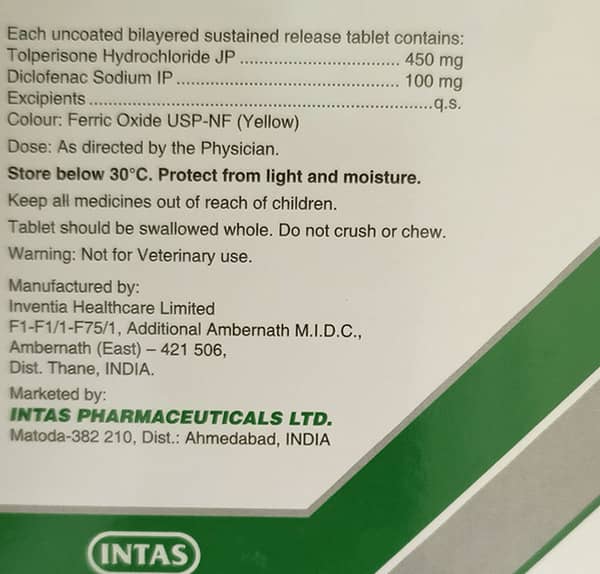 Each uncoated bilayered sustained release tablet contains:
Tolperisone Hydrochloride JP ................................ 450 mg
Diclofenac Sodium IP ............................................. 100 mg
Excipients ....................................................................q.s.
Colour: Ferric Oxide USP-NF (Yellow)
Dose: As directed by the Physician.
Store below 30°C. Protect from light and moisture.
Keep all medicines out of reach of children.
Tablet should be swallowed whole. Do not crush or chew.
Warning: Not for Veterinary use.
Manufactured by:
Inventia Healthcare Limited
F1-F1/1-F75/1, Additional Ambernath M.I.D.C.,
Ambernath (East) – 421 506,
Dist. Thane, INDIA.
Marketed by:
INTAS PHARMACEUTICALS LTD.
Matoda-382 210, Dist.: Ahmedabad, INDIA
INTAS